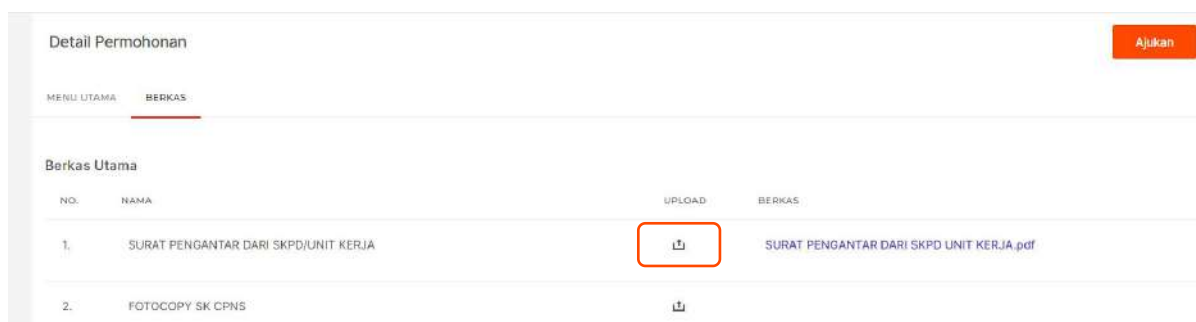 Detail Permohonan
Ajukan
MENU UTAMA BERKAS
Berkas Utama
NO. NAMA UPLOAD BERKAS
1. SURAT PENGANTAR DARI SKPD/UNIT KERJA SURAT PENGANTAR DARI SKPD UNIT KERJA.pdf
2. FOTOCOPY SK CPNS